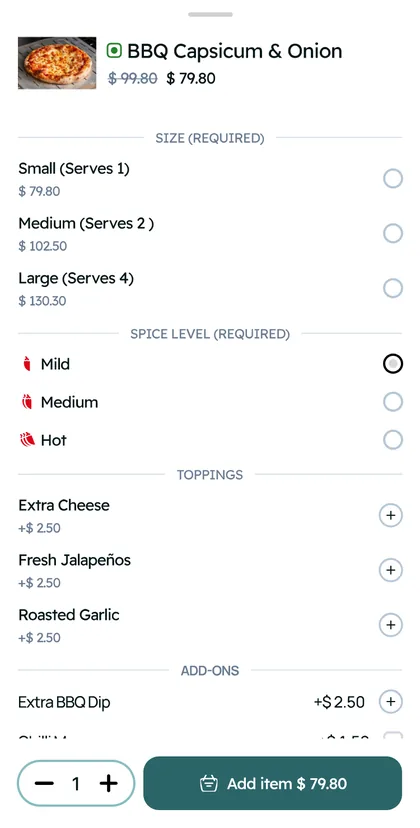 BBQ Capsicum & Onion
$ 99.80 $ 79.80
SIZE (REQUIRED)
Small (Serves 1)
$ 79.80
Medium (Serves 2 )
$ 102.50
Large (Serves 4)
$ 130.30
SPICE LEVEL (REQUIRED)
Mild
Medium
Hot
TOPPINGS
Extra Cheese
+$ 2.50
Fresh Jalapeños
+$ 2.50
Roasted Garlic
+$ 2.50
ADD-ONS
Extra BBQ Dip +$ 2.50
1
Add item $ 79.80